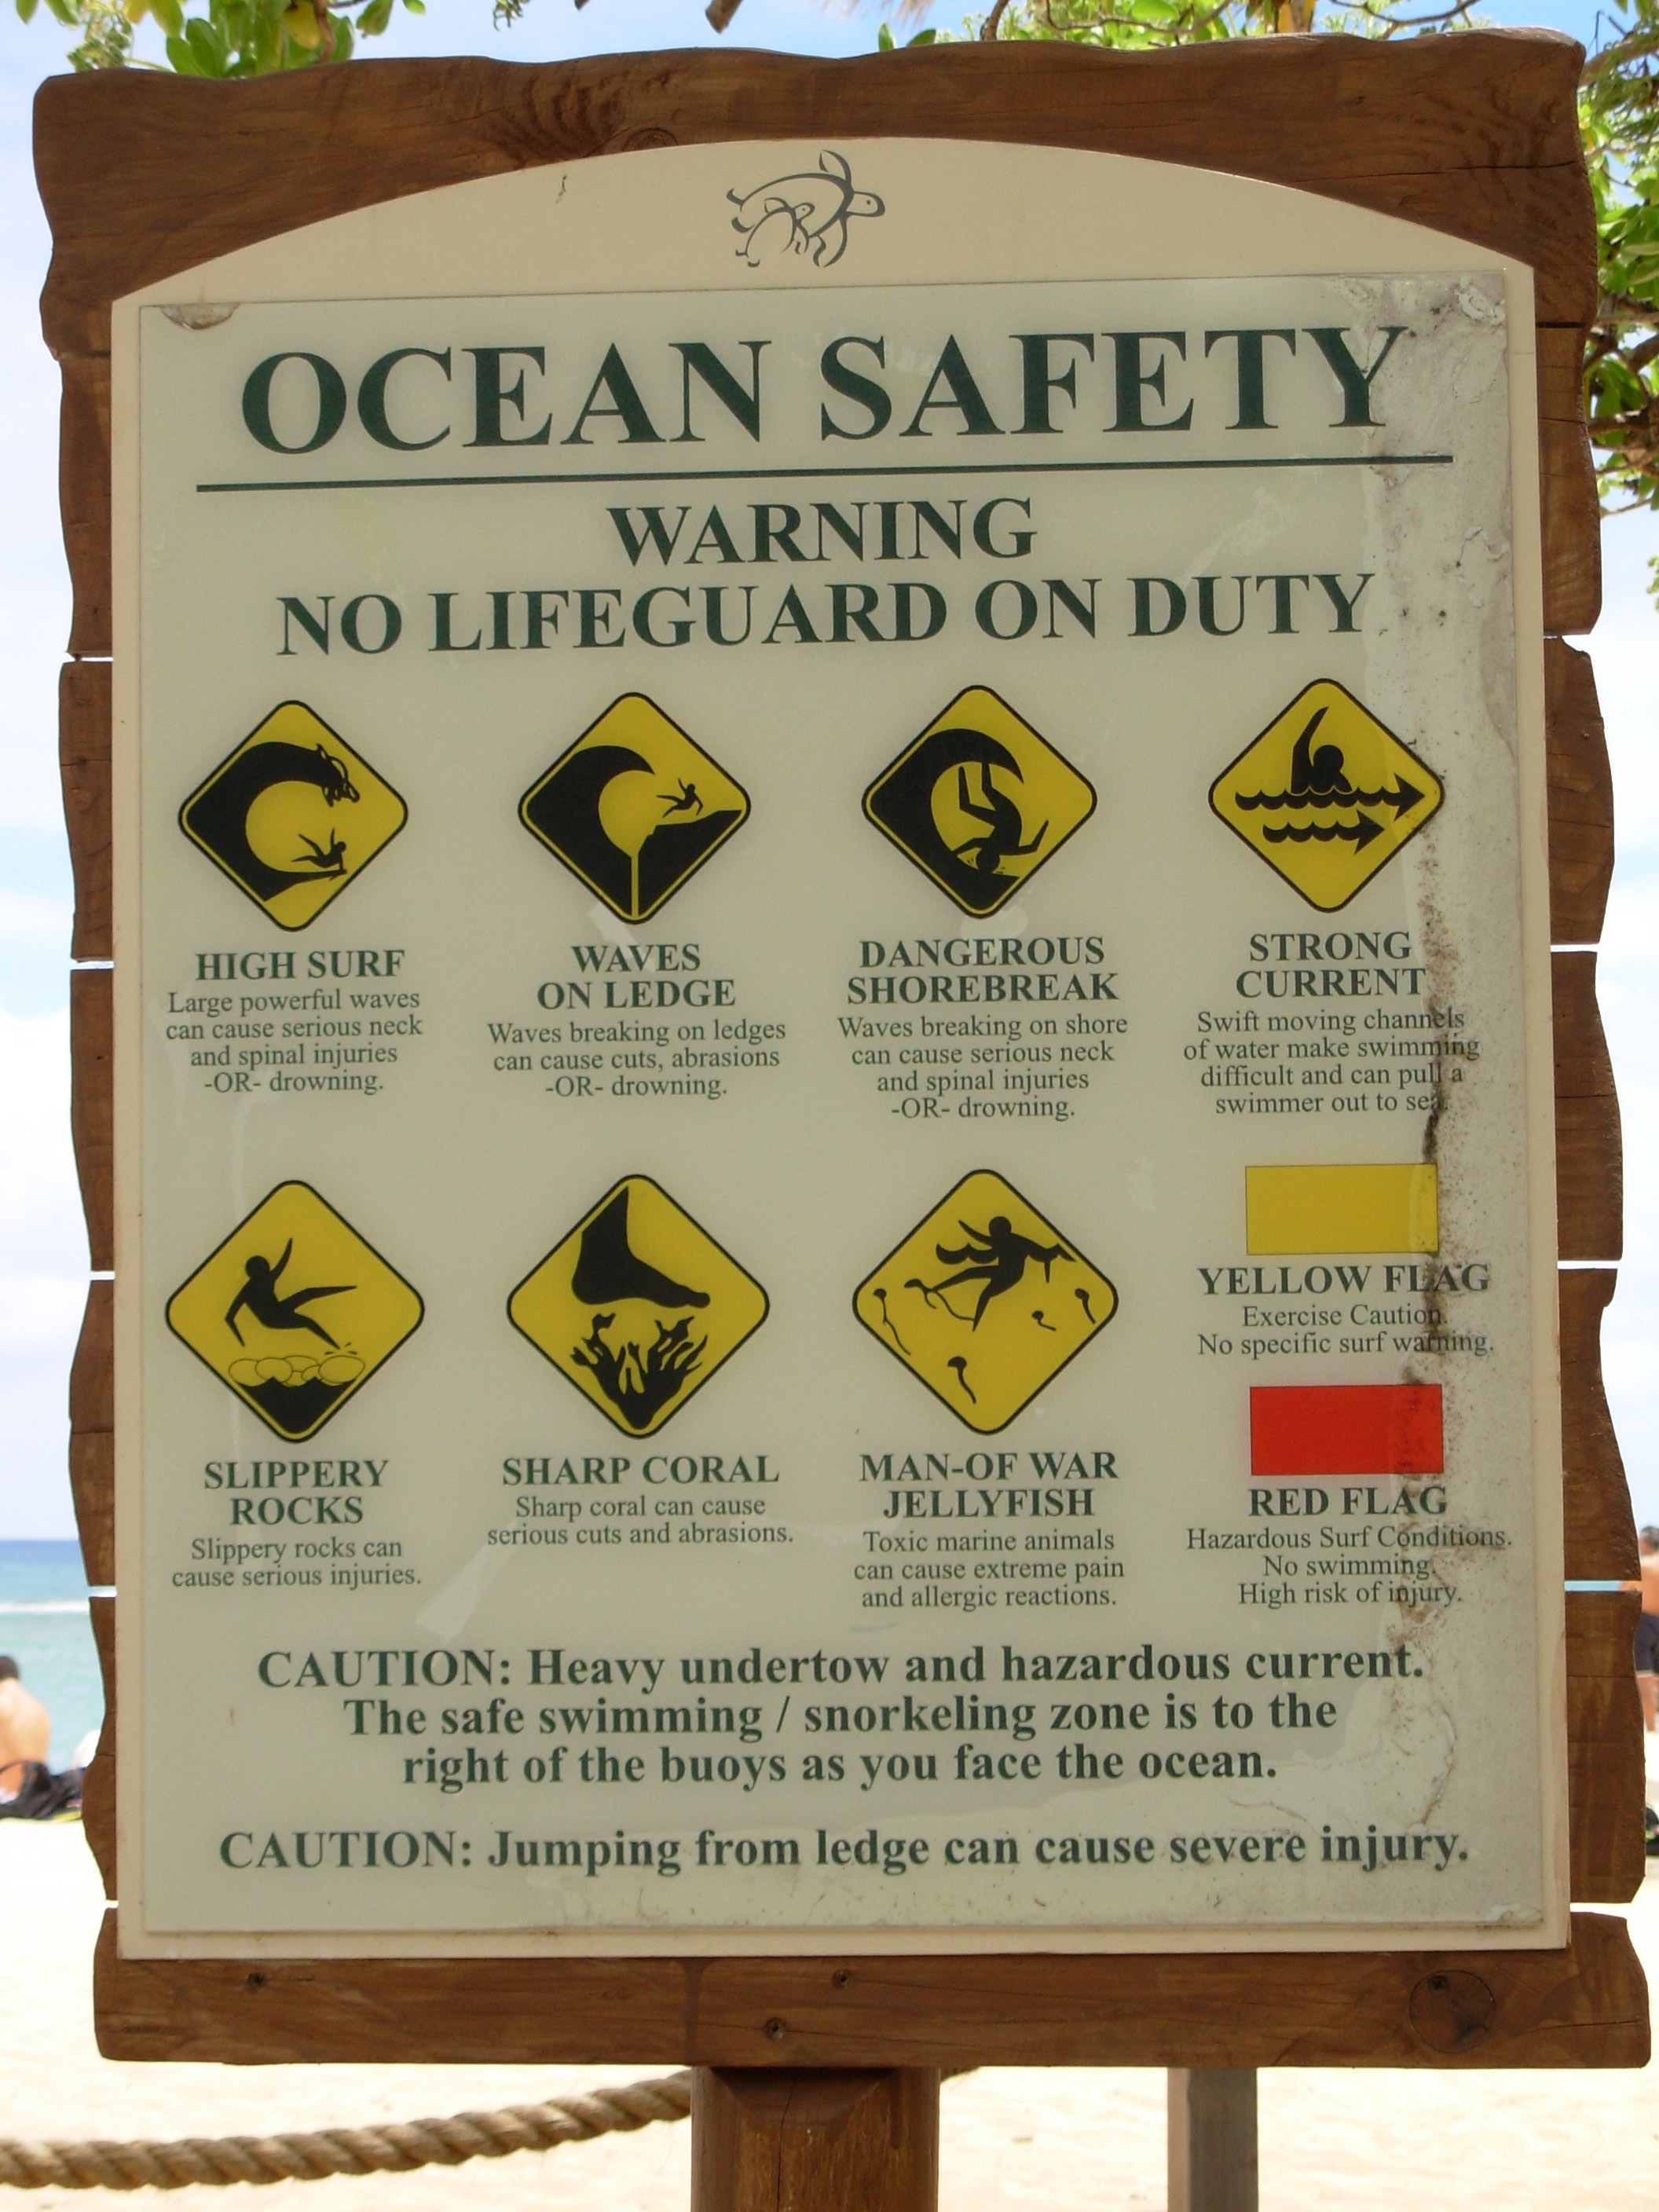 OCEAN SAFETY
WARNING
NO LIFEGUARD ON DUTY
HIGH SURF
Large powerful waves
can cause serious neck
and spinal injuries
-OR- drowning.
WAVES
ON LEDGE
Waves breaking on ledges
can cause cuts, abrasions
-OR- drowning.
DANGEROUS
SHOREBREAK
Waves breaking on shore
can cause serious neck
and spinal injuries
-OR- drowning.
STRONG
CURRENT
Swift moving channels
of water make swimming
difficult and can pull a
swimmer out to sea.
SLIPPERY
ROCKS
Slippery rocks can
cause serious injuries.
SHARP CORAL
Sharp coral can cause
serious cuts and abrasions.
MAN-OF WAR
JELLYFISH
Toxic marine animals
can cause extreme pain
and allergic reactions.
YELLOW FLAG
Exercise Caution.
No specific surf warning.
RED FLAG
Hazardous Surf Conditions.
No swimming.
High risk of injury.
CAUTION: Heavy undertow and hazardous current.
The safe swimming / snorkeling zone is to the
right of the buoys as you face the ocean.
CAUTION: Jumping from ledge can cause severe injury.